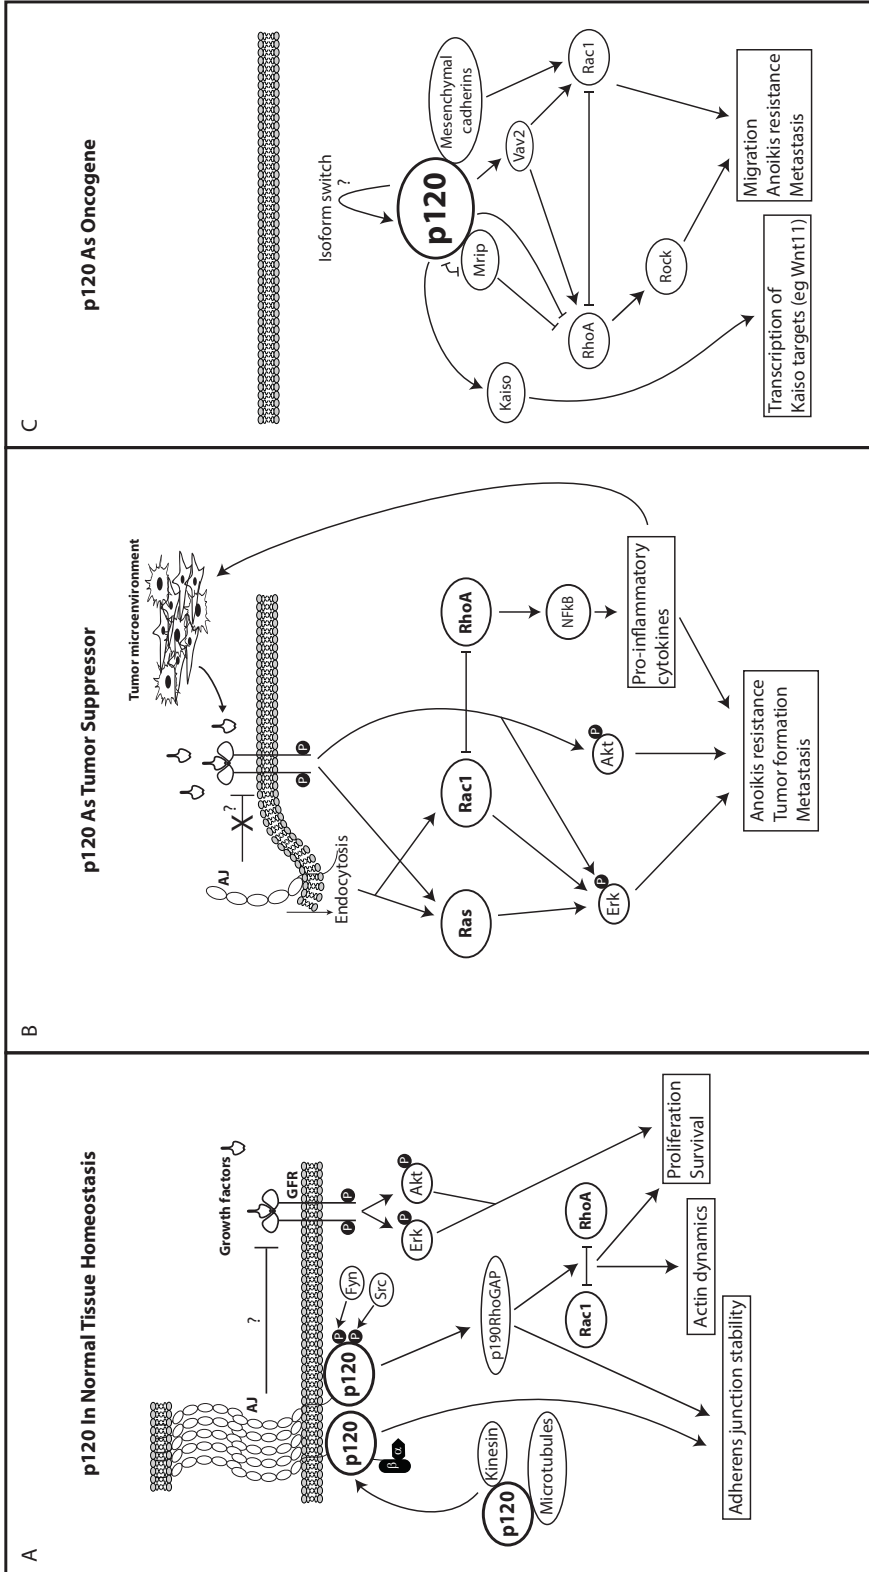 A
p120 In Normal Tissue Homeostasis
AJ
?
Growth factors
GFR
P
P
p120
p120
P
P
Fyn
Src
β
α
Erk
P
Akt
P
Kinesin
p120
Microtubules
p190RhoGAP
Rac1
RhoA
Adherens junction stability
Actin dynamics
Proliferation
Survival
B
p120 As Tumor Suppressor
Tumor microenvironment
AJ
X
?
P
P
Endocytosis
Ras
Rac1
RhoA
NFkB
Erk
P
Akt
P
Pro-inflammatory
cytokines
Anoikis resistance
Tumor formation
Metastasis
C
p120 As Oncogene
Isoform switch
?
p120
Mesenchymal
cadherins
Mrip
Vav2
Kaiso
RhoA
Rac1
Rock
Transcription of
Kaiso targets (eg Wnt11)
Migration
Anoikis resistance
Metastasis